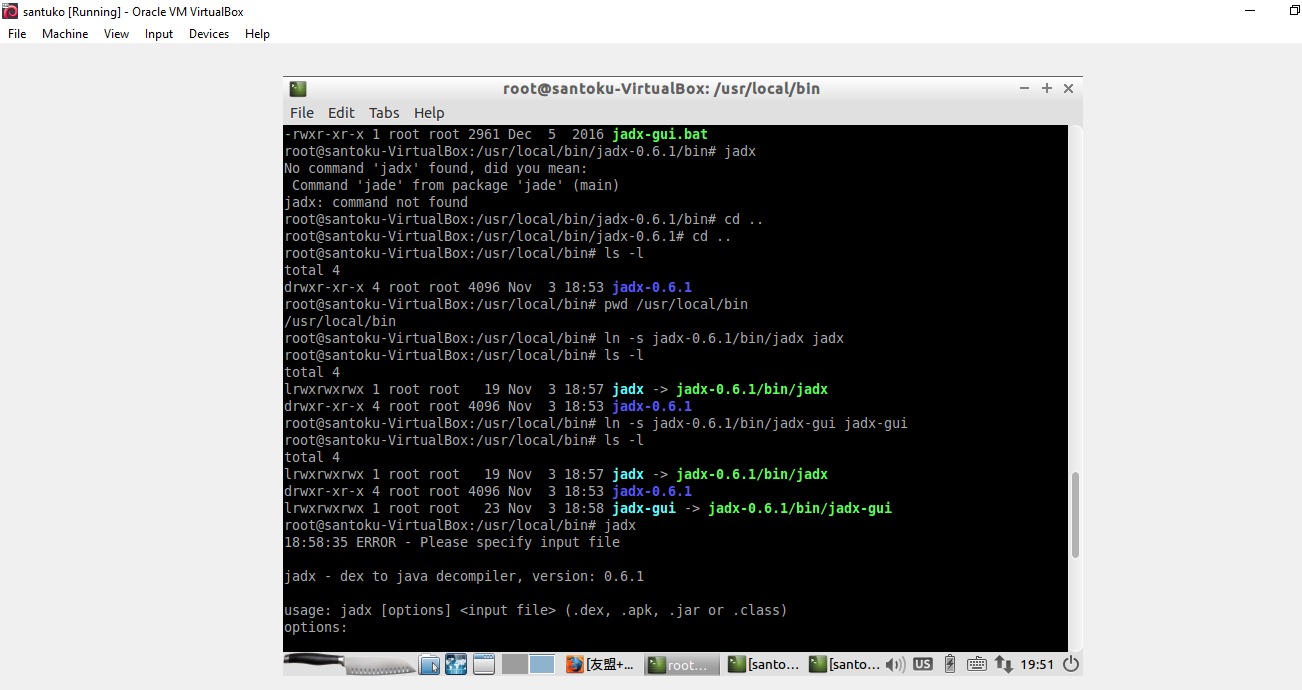 santuko [Running] - Oracle VM VirtualBox
File Machine View Input Devices Help
root@santoku-VirtualBox: /usr/local/bin
File Edit Tabs Help
-rwxr-xr-x 1 root root 2961 Dec  5  2016 jadx-gui.bat
root@santoku-VirtualBox:/usr/local/bin/jadx-0.6.1/bin# jadx
No command 'jadx' found, did you mean:
 Command 'jade' from package 'jade' (main)
jadx: command not found
root@santoku-VirtualBox:/usr/local/bin/jadx-0.6.1/bin# cd ..
root@santoku-VirtualBox:/usr/local/bin/jadx-0.6.1# cd ..
root@santoku-VirtualBox:/usr/local/bin# ls -l
total 4
drwxr-xr-x 4 root root 4096 Nov  3 18:53 jadx-0.6.1
root@santoku-VirtualBox:/usr/local/bin# pwd /usr/local/bin
/usr/local/bin
root@santoku-VirtualBox:/usr/local/bin# ln -s jadx-0.6.1/bin/jadx jadx
root@santoku-VirtualBox:/usr/local/bin# ls -l
total 4
lrwxrwxrwx 1 root root   19 Nov  3 18:57 jadx -> jadx-0.6.1/bin/jadx
drwxr-xr-x 4 root root 4096 Nov  3 18:53 jadx-0.6.1
root@santoku-VirtualBox:/usr/local/bin# ln -s jadx-0.6.1/bin/jadx-gui jadx-gui
root@santoku-VirtualBox:/usr/local/bin# ls -l
total 4
lrwxrwxrwx 1 root root   19 Nov  3 18:57 jadx -> jadx-0.6.1/bin/jadx
drwxr-xr-x 4 root root 4096 Nov  3 18:53 jadx-0.6.1
lrwxrwxrwx 1 root root   23 Nov  3 18:58 jadx-gui -> jadx-0.6.1/bin/jadx-gui
root@santoku-VirtualBox:/usr/local/bin# jadx
18:58:35 ERROR - Please specify input file
jadx - dex to java decompiler, version: 0.6.1
usage: jadx [options] <input file> (.dex, .apk, .jar or .class)
options:
[友盟+... root... [santo... [santo... US 19:51